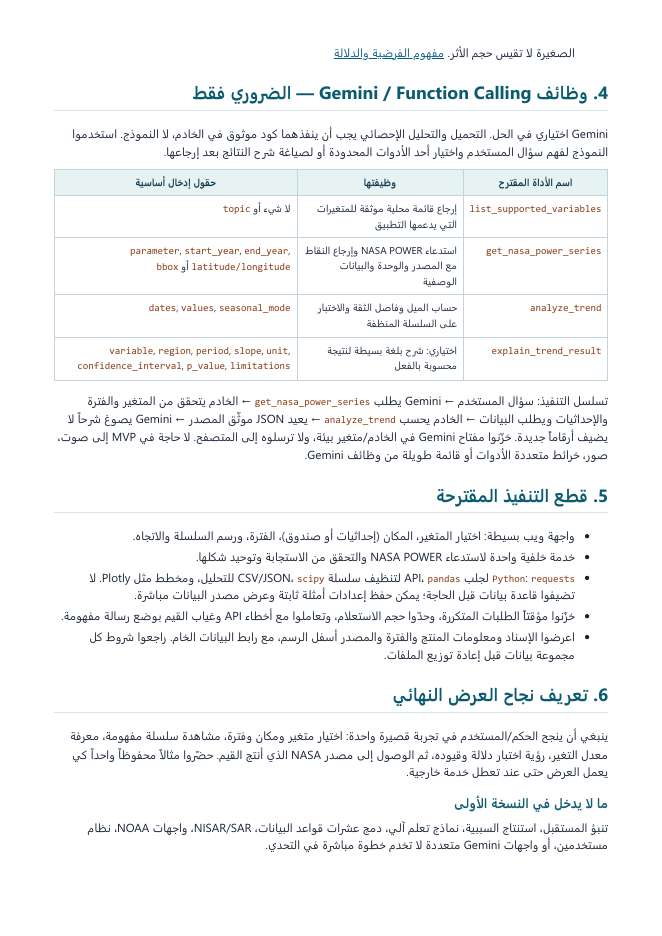 الصغيرة لا تقيس حجم الأثر. مفهوم الفرضية والدلالة
4. وظائف Gemini / Function Calling — الضروري فقط
Gemini اختياري في الحل. التحميل والتحليل الإحصائي يجب أن ينفذهما كود موثوق في الخادم، لا النموذج. استخدموا
النموذج لفهم سؤال المستخدم واختيار أحد الأدوات المحدودة أو لصياغة شرح النتائج بعد إرجاعها.
اسم الأداة المقترح وظيفتها حقول إدخال أساسية
list_supported_variables إرجاع قائمة محلية موثقة للمتغيرات لا شيء أو topic
التي يدعمها التطبيق
get_nasa_power_series استدعاء NASA POWER وإرجاع النقاط parameter, start_year, end_year,
مع المصدر والوحدة والبيانات bbox أو latitude/longitude
الوصفية
analyze_trend حساب الميل وفاصل الثقة والاختبار dates, values, seasonal_mode
على السلسلة المنظفة
explain_trend_result اختياري: شرح بلغة بسيطة لنتيجة variable, region, period, slope, unit,
محسوبة بالفعل confidence_interval, p_value, limitations
تسلسل التنفيذ: سؤال المستخدم ← Gemini يطلب get_nasa_power_series ← الخادم يتحقق من المتغير والفترة
والإحداثيات ويطلب البيانات ← الخادم يحسب analyze_trend ← يعيد JSON موثّق المصدر ← Gemini يصوغ شرحاً لا
يضيف أرقاماً جديدة. خزّنوا مفتاح Gemini في الخادم/متغير بيئة، ولا ترسلوه إلى المتصفح. لا حاجة في MVP إلى صوت،
صور، خرائط متعددة الأدوات أو قائمة طويلة من وظائف Gemini.
5. قطع التنفيذ المقترحة
• واجهة ويب بسيطة: اختيار المتغير، المكان (إحداثيات أو صندوق)، الفترة، ورسم السلسلة والاتجاه.
• خدمة خلفية واحدة لاستدعاء NASA POWER والتحقق من الاستجابة وتوحيد شكلها.
• Python: requests لجلب API، pandas لتنظيف سلسلة CSV/JSON، scipy للتحليل، ومخطط مثل Plotly. لا
تضيفوا قاعدة بيانات قبل الحاجة؛ يمكن حفظ إعدادات أمثلة ثابتة وعرض مصدر البيانات مباشرة.
• خزّنوا مؤقتاً الطلبات المتكررة، وحدّوا حجم الاستعلام، وتعاملوا مع أخطاء API وغياب القيم بوضع رسالة مفهومة.
• اعرضوا الإسناد ومعلومات المنتج والفترة والمصدر أسفل الرسم، مع رابط البيانات الخام. راجعوا شروط كل
مجموعة بيانات قبل إعادة توزيع الملفات.
6. تعريف نجاح العرض النهائي
ينبغي أن ينجح الحكم/المستخدم في تجربة قصيرة واحدة: اختيار متغير ومكان وفترة، مشاهدة سلسلة مفهومة، معرفة
معدل التغير، رؤية اختبار دلالة وقيوده، ثم الوصول إلى مصدر NASA الذي أنتج القيم. حضّروا مثالاً محفوظاً واحداً كي
يعمل العرض حتى عند تعطل خدمة خارجية.
ما لا يدخل في النسخة الأولى
تنبؤ المستقبل، استنتاج السببية، نماذج تعلم آلي، دمج عشرات قواعد البيانات، NISAR/SAR، واجهات NOAA، نظام
مستخدمين، أو واجهات Gemini متعددة لا تخدم خطوة مباشرة في التحدي.